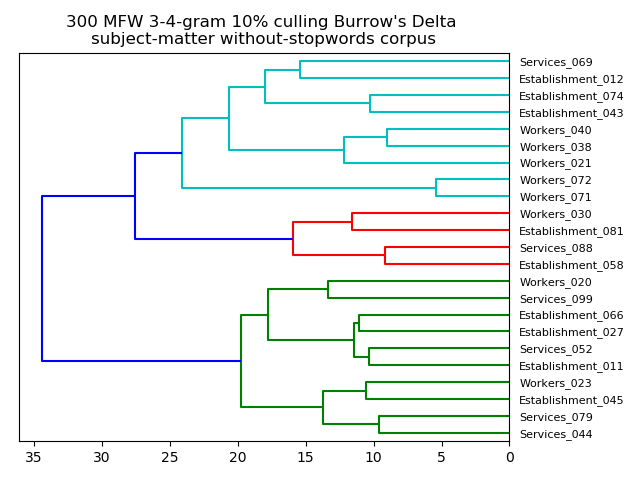 300 MFW 3-4-gram 10% culling Burrow's Delta
subject-matter without-stopwords corpus
Services_069
Establishment_012
Establishment_074
Establishment_043
Workers_040
Workers_038
Workers_021
Workers_072
Workers_071
Workers_030
Establishment_081
Services_088
Establishment_058
Workers_020
Services_099
Establishment_066
Establishment_027
Services_052
Establishment_011
Workers_023
Establishment_045
Services_079
Services_044
35 30 25 20 15 10 5 0